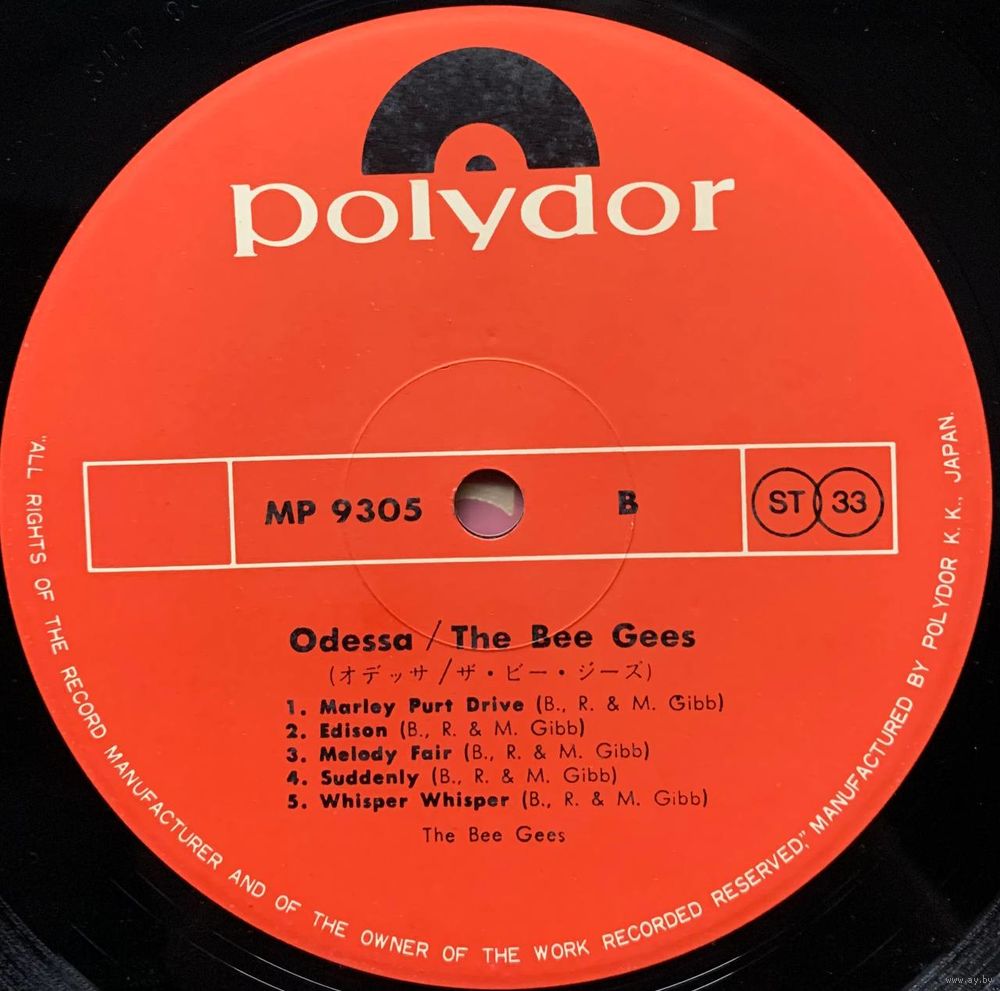 polydor
MP 9305
B
ST 33
Odessa / The Bee Gees
(オデッサ/ザ・ビー・ジーズ)
1. Marley Purt Drive (B., R. & M. Gibb)
2. Edison (B., R. & M. Gibb)
3. Melody Fair (B., R. & M. Gibb)
4. Suddenly (B., R. & M. Gibb)
5. Whisper Whisper (B., R. & M. Gibb)
The Bee Gees
"ALL RIGHTS OF THE RECORD MANUFACTURER AND OF THE OWNER OF THE WORK RECORDED RESERVED," MANUFACTURED BY POLYDOR K.K., JAPAN.
www.ay.by